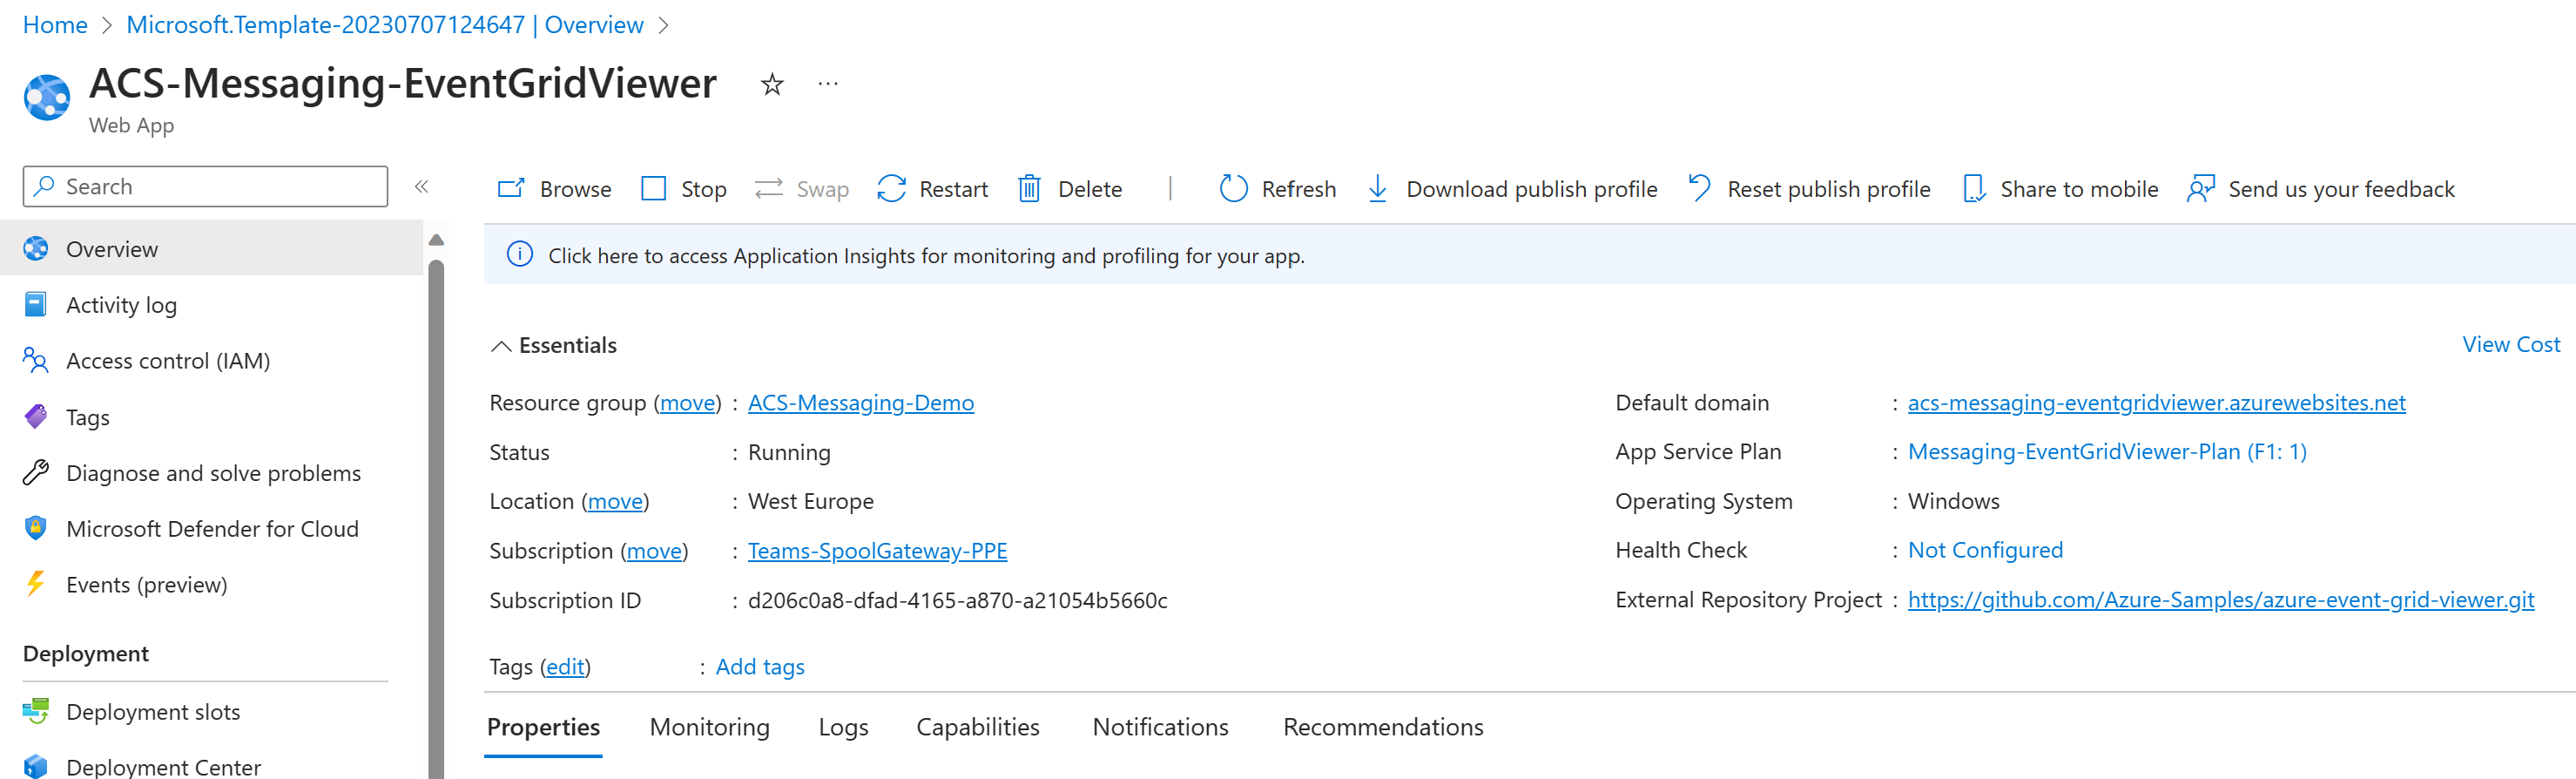 Home > Microsoft.Template-20230707124647 | Overview >
ACS-Messaging-EventGridViewer
Web App
Search
Overview
Activity log
Access control (IAM)
Tags
Diagnose and solve problems
Microsoft Defender for Cloud
Events (preview)
Deployment
Deployment slots
Deployment Center
Browse Stop Swap Restart Delete | Refresh Download publish profile Reset publish profile Share to mobile Send us your feedback
Click here to access Application Insights for monitoring and profiling for your app.
Essentials
View Cost
Resource group (move) : ACS-Messaging-Demo
Status : Running
Location (move) : West Europe
Subscription (move) : Teams-SpoolGateway-PPE
Subscription ID : d206c0a8-dfad-4165-a870-a21054b5660c
Default domain : acs-messaging-eventgridviewer.azurewebsites.net
App Service Plan : Messaging-EventGridViewer-Plan (F1: 1)
Operating System : Windows
Health Check : Not Configured
External Repository Project : https://github.com/Azure-Samples/azure-event-grid-viewer.git
Tags (edit) : Add tags
Properties Monitoring Logs Capabilities Notifications Recommendations